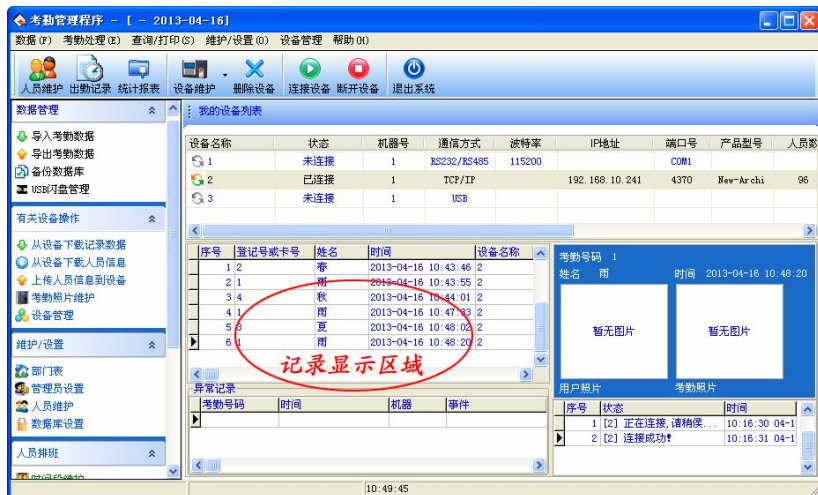 考勤管理程序 - [ - 2013-04-16]
数据(F) 考勤处理(E) 查询/打印(S) 维护/设置(O) 设备管理 帮助(H)
人员维护 出勤记录 统计报表 设备维护 删除设备 连接设备 断开设备 退出系统
数据管理
导入考勤数据
导出考勤数据
备份数据库
USB闪盘管理
有关设备操作
从设备下载记录数据
从设备下载人员信息
上传人员信息到设备
考勤照片维护
设备管理
维护/设置
部门表
管理员设置
人员维护
数据库设置
人员排班
时间段维护
我的设备列表
设备名称 状态 机器号 通信方式 波特率 IP地址 端口号 产品型号 人员数
1 未连接 1 RS232/RS485 115200 COM1
2 已连接 1 TCP/IP 192.168.10.241 4370 New-Archi 96
3 未连接 1 USB
序号 登记号或卡号 姓名 时间 设备名称
1 2 春 2013-04-16 10:43:46 2
2 1 雨 2013-04-16 10:43:55 2
3 4 秋 2013-04-16 10:44:01 2
4 1 雨 2013-04-16 10:47:33 2
5 3 夏 2013-04-16 10:48:02 2
6 1 雨 2013-04-16 10:48:20 2
记录显示区域
异常记录
考勤号码 时间 机器 事件
考勤号码 1
姓名 雨 时间 2013-04-16 10:48:20
暂无图片 暂无图片
用户照片 考勤照片
序号 状态 时间
1 [2] 正在连接,请稍侯... 10:16:30 04-1
2 [2] 连接成功! 10:16:31 04-1
10:49:45